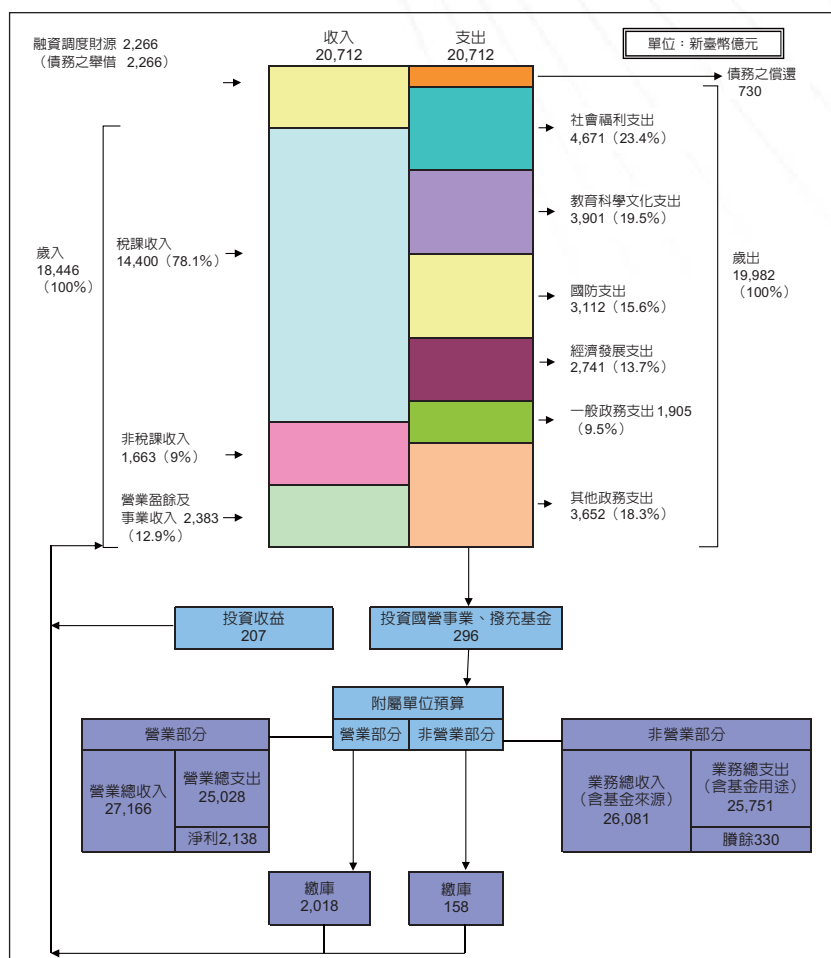 融資調度財源 2,266
（債務之舉借 2,266）
收入
20,712
支出
20,712
單位：新臺幣億元
債務之償還
730
社會福利支出
4,671（23.4%）
教育科學文化支出
3,901（19.5%）
國防支出
3,112（15.6%）
經濟發展支出
2,741（13.7%）
一般政務支出 1,905
（9.5%）
其他政務支出
3,652（18.3%）
歲出
19,982
（100%）
歲入
18,446
（100%）
稅課收入
14,400（78.1%）
非稅課收入
1,663（9%）
營業盈餘及
事業收入 2,383
（12.9%）
投資收益
207
投資國營事業、撥充基金
296
附屬單位預算
營業部分
非營業部分
營業部分
營業總收入
27,166
營業總支出
25,028
淨利2,138
非營業部分
業務總收入
（含基金來源）
26,081
業務總支出
（含基金用途）
25,751
賸餘330
繳庫
2,018
繳庫
158